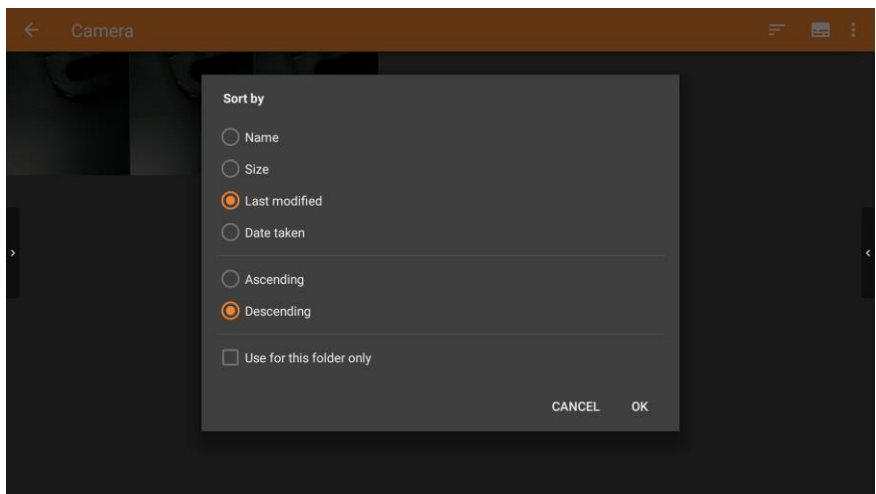 Camera
Sort by
Name
Size
Last modified
Date taken
Ascending
Descending
Use for this folder only
CANCEL OK